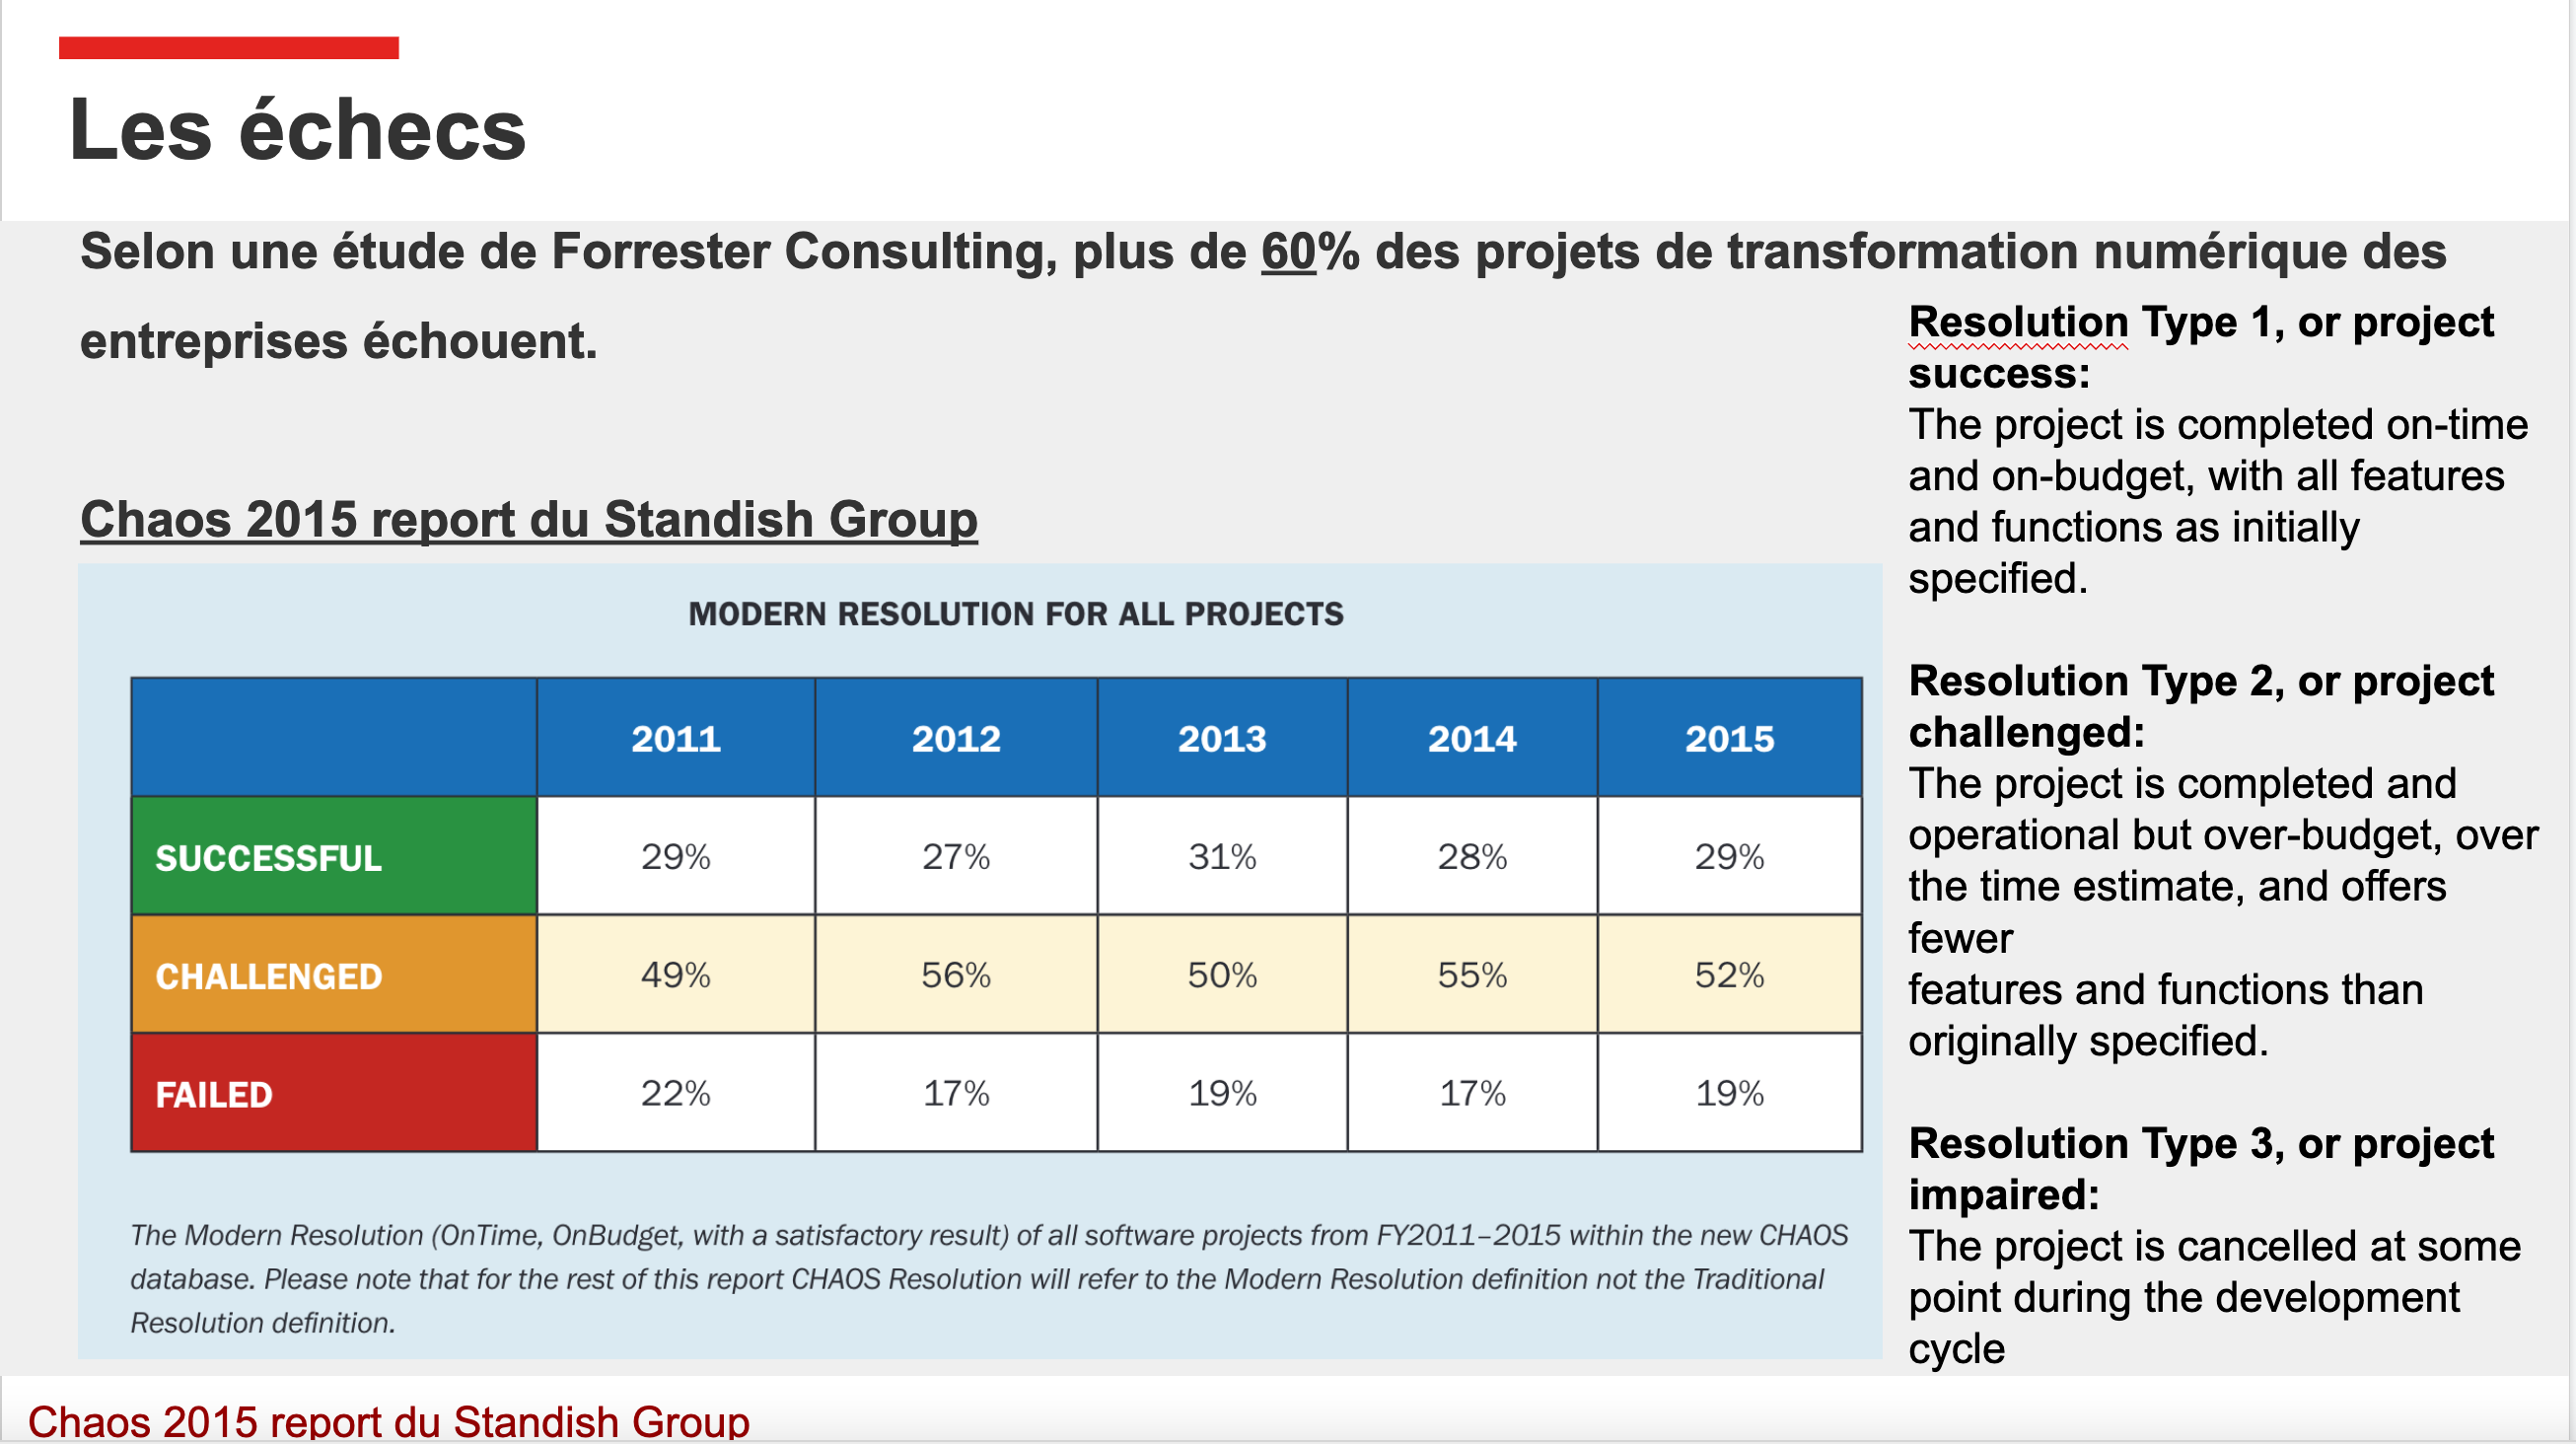 Les échecs
Selon une étude de Forrester Consulting, plus de 60% des projets de transformation numérique des
entreprises échouent.
Chaos 2015 report du Standish Group
MODERN RESOLUTION FOR ALL PROJECTS
2011 2012 2013 2014 2015
SUCCESSFUL 29% 27% 31% 28% 29%
CHALLENGED 49% 56% 50% 55% 52%
FAILED 22% 17% 19% 17% 19%
The Modern Resolution (OnTime, OnBudget, with a satisfactory result) of all software projects from FY2011–2015 within the new CHAOS
database. Please note that for the rest of this report CHAOS Resolution will refer to the Modern Resolution definition not the Traditional
Resolution definition.
Resolution Type 1, or project
success:
The project is completed on-time
and on-budget, with all features
and functions as initially
specified.
Resolution Type 2, or project
challenged:
The project is completed and
operational but over-budget, over
the time estimate, and offers
fewer
features and functions than
originally specified.
Resolution Type 3, or project
impaired:
The project is cancelled at some
point during the development
cycle
Chaos 2015 report du Standish Group